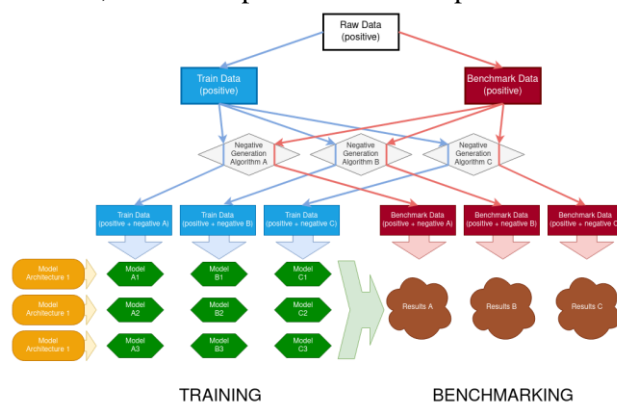 Raw Data
(positive)
Train Data
(positive)
Benchmark Data
(positive)
Negative
Generation
Algorithm A
Negative
Generation
Algorithm B
Negative
Generation
Algorithm C
Train Data
(positive + negative A)
Train Data
(positive + negative B)
Train Data
(positive + negative C)
Benchmark Data
(positive + negative A)
Benchmark Data
(positive + negative B)
Benchmark Data
(positive + negative C)
Model
Architecture 1
Model
A1
Model
B1
Model
C1
Model
Architecture 1
Model
A2
Model
B2
Model
C2
Model
Architecture 1
Model
A3
Model
B3
Model
C3
Results A
Results B
Results C
TRAINING
BENCHMARKING